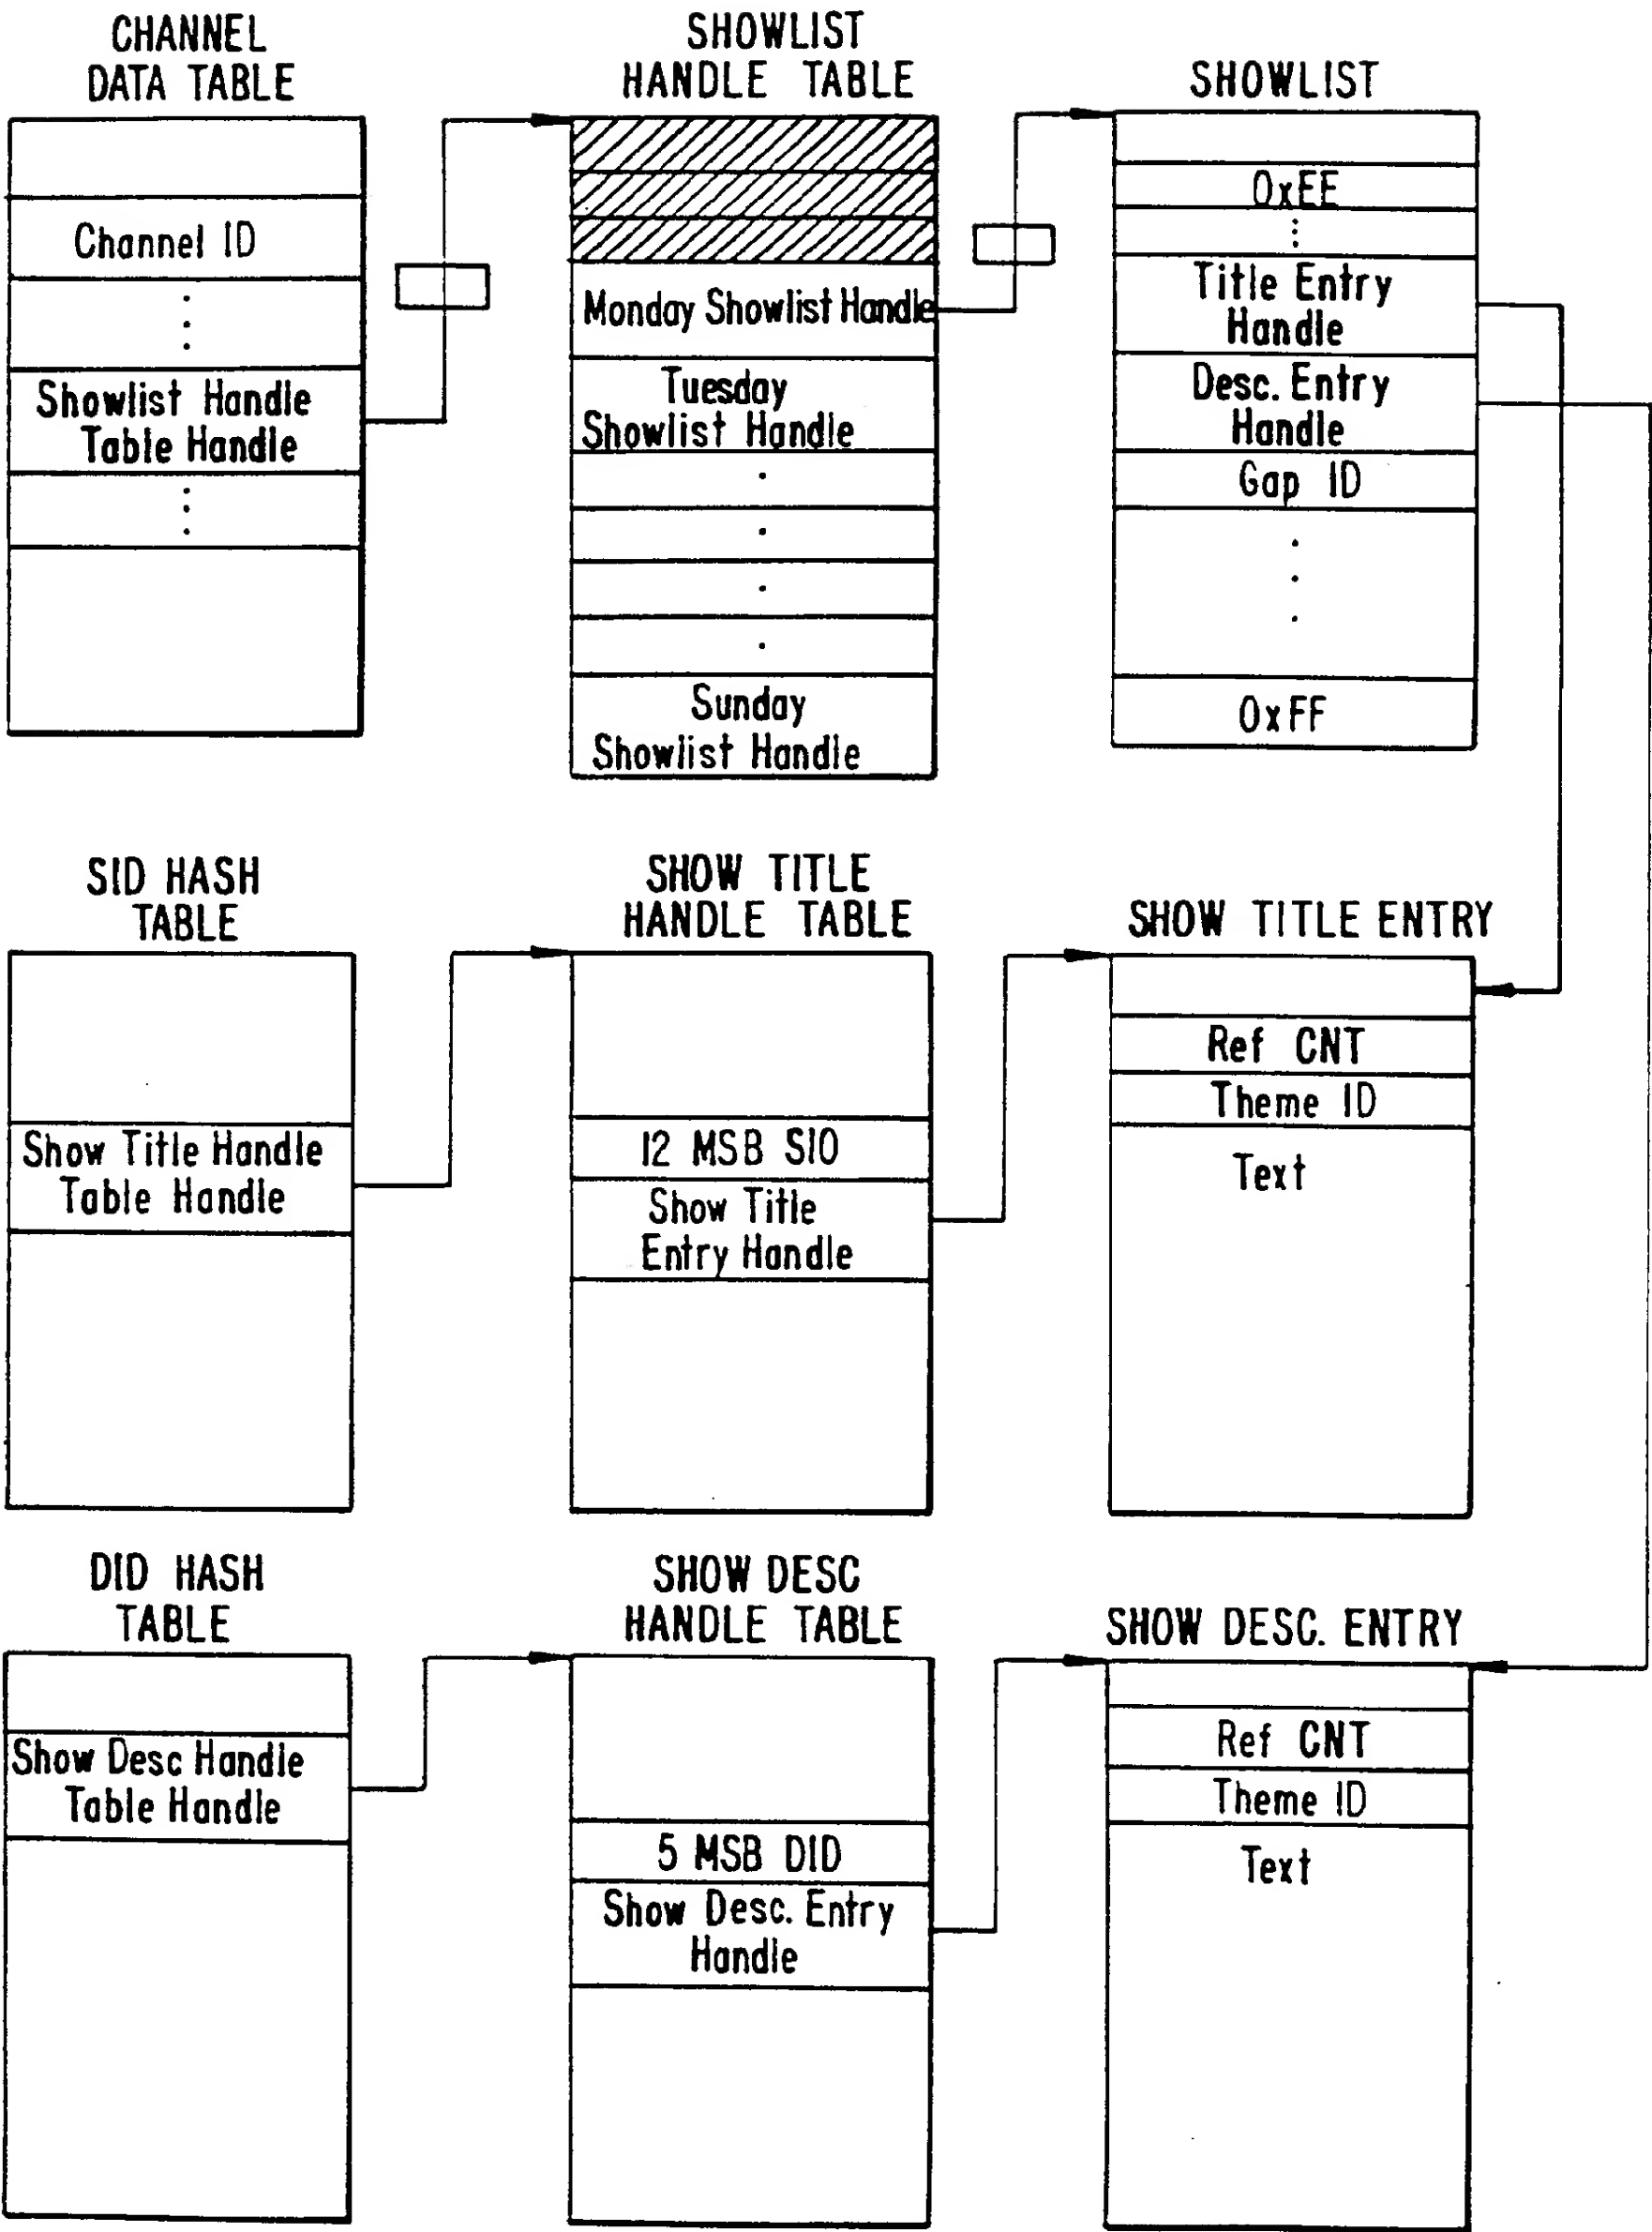 CHANNEL
DATA TABLE
Channel ID
Showlist Handle
Table Handle
SHOWLIST
HANDLE TABLE
Monday Showlist Handle
Tuesday
Showlist Handle
Sunday
Showlist Handle
SHOWLIST
0xEE
Title Entry
Handle
Desc. Entry
Handle
Gap ID
0xFF
SID HASH
TABLE
Show Title Handle
Table Handle
SHOW TITLE
HANDLE TABLE
12 MSB SIO
Show Title
Entry Handle
SHOW TITLE ENTRY
Ref CNT
Theme ID
Text
DID HASH
TABLE
Show Desc Handle
Table Handle
SHOW DESC
HANDLE TABLE
5 MSB DID
Show Desc. Entry
Handle
SHOW DESC. ENTRY
Ref CNT
Theme ID
Text